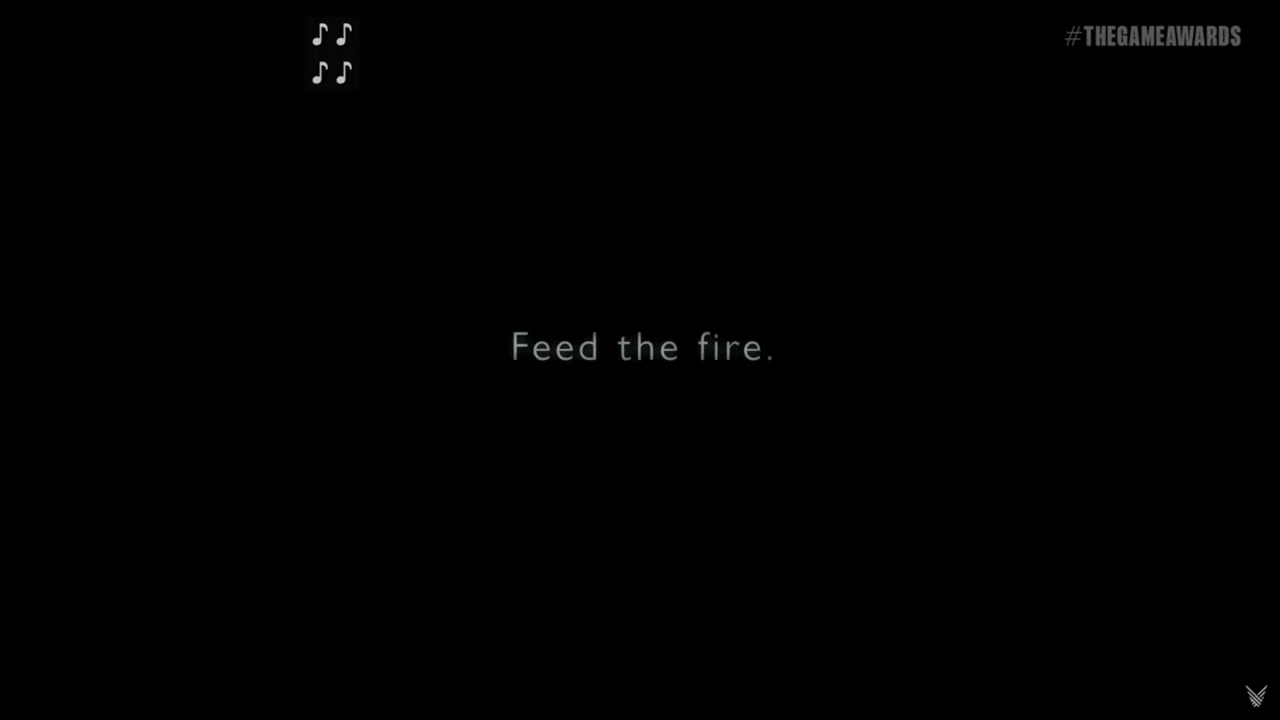 ♪♪
♪♪
#THEGAMEAWARDS
Feed the fire.